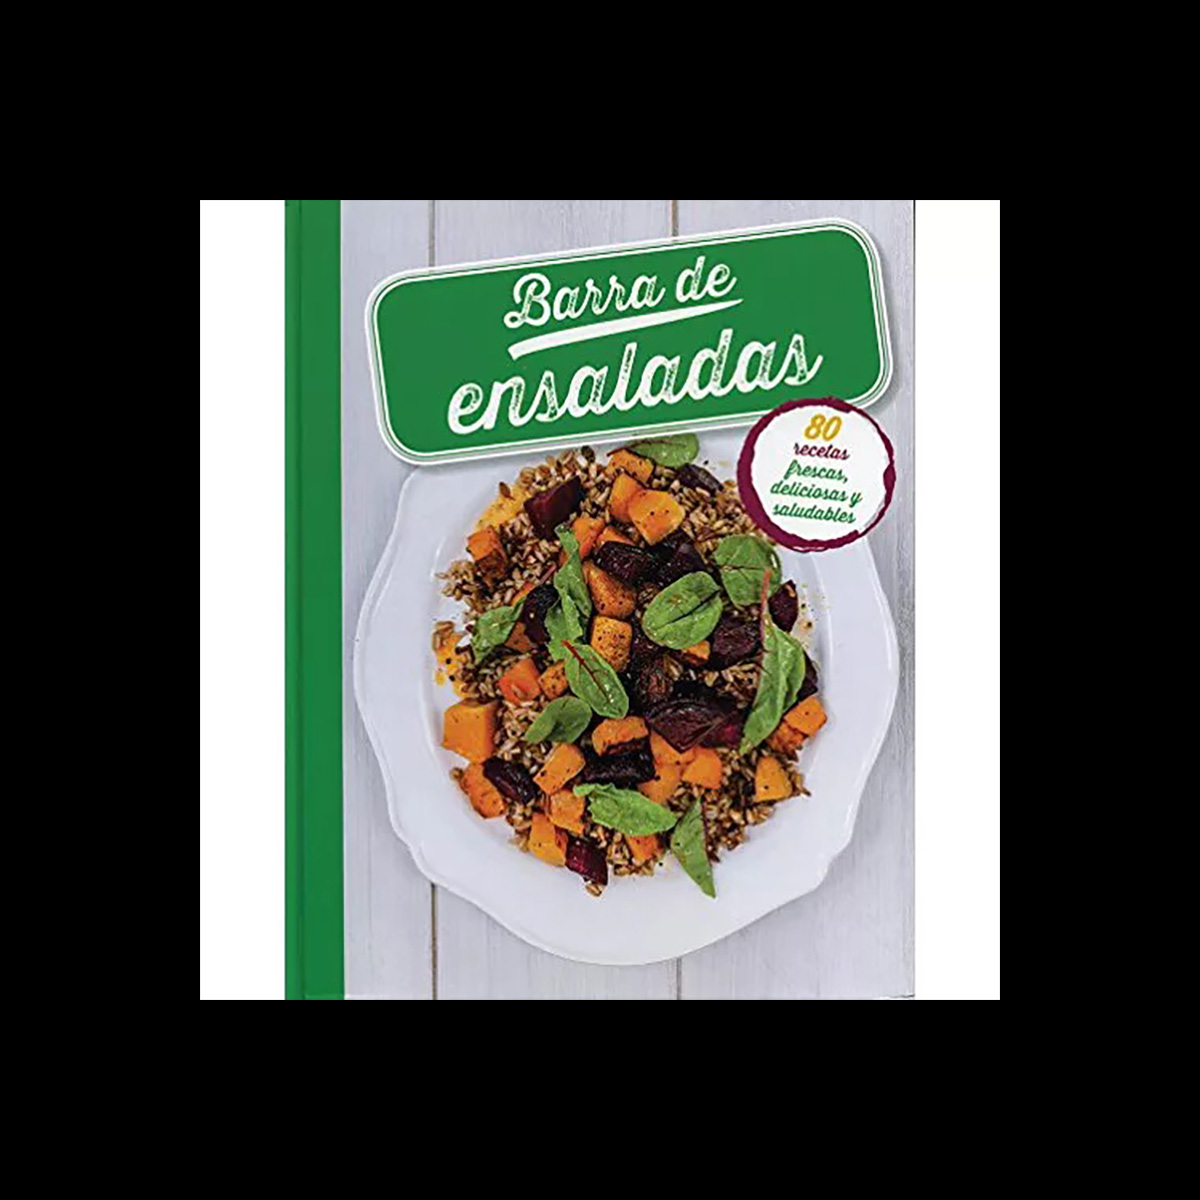 Barra de
ensaladas
80
recetas
frescas,
deliciosas y
saludables